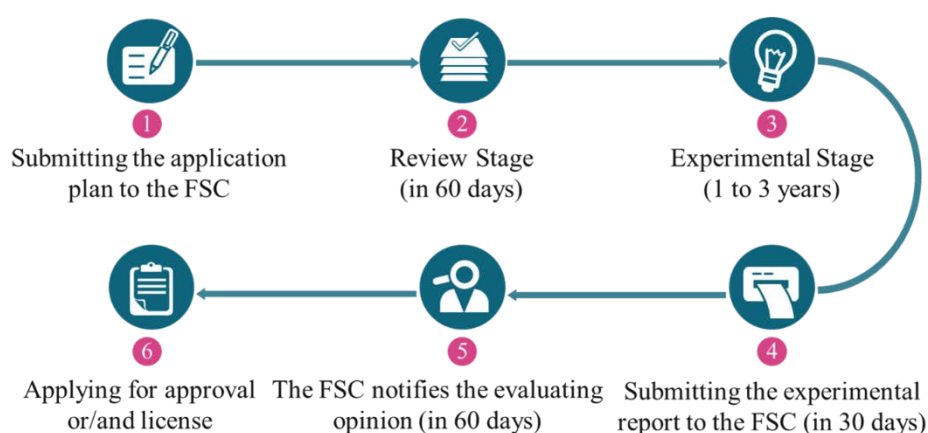 1
Submitting the application
plan to the FSC
2
Review Stage
(in 60 days)
3
Experimental Stage
(1 to 3 years)
4
Submitting the experimental
report to the FSC (in 30 days)
5
The FSC notifies the evaluating
opinion (in 60 days)
6
Applying for approval
or/and license